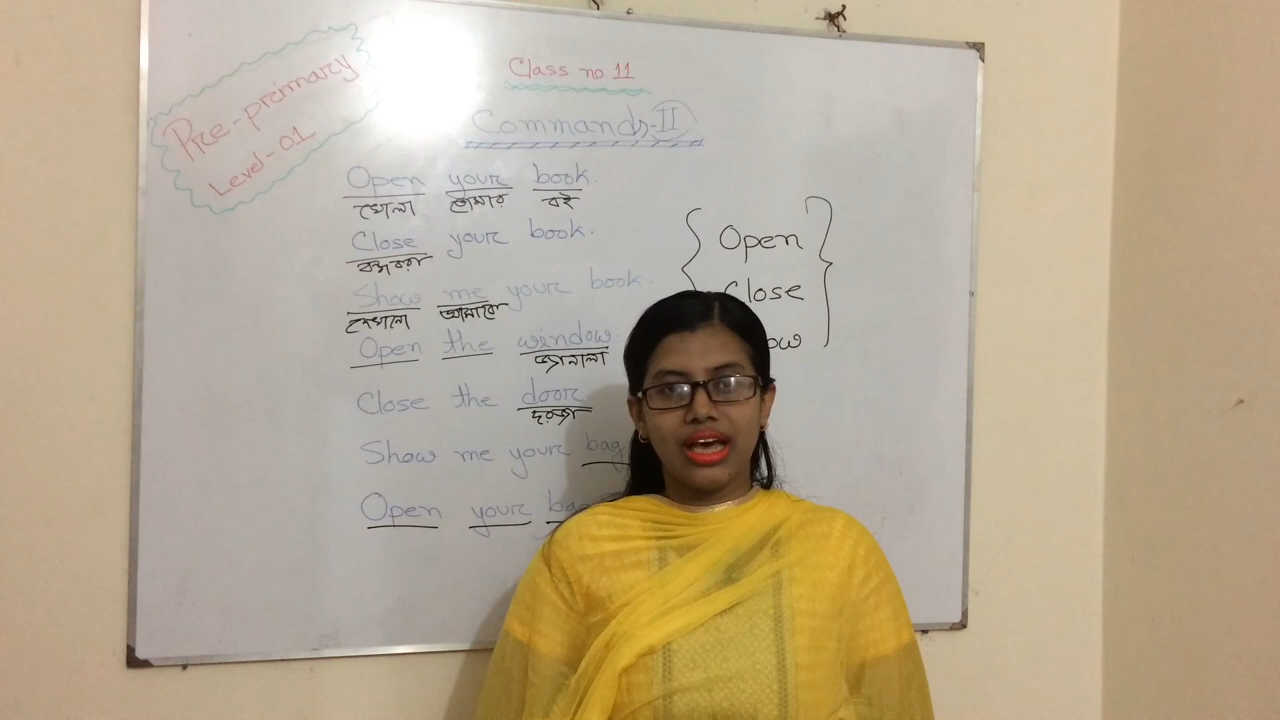 Pre-primary
Level-01
Class no. 11
Commands-II
Open your book.
খোলা তোমার বই
Close your book.
বন্ধ করা
Show me your book.
দেখানো আমাকে
Open the window.
জানালা
Close the door
দরজা
Show me your bag
Open your
Open
Close